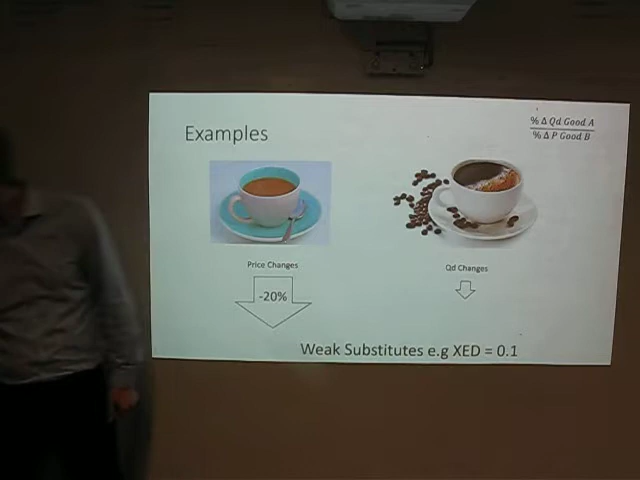 Examples
% Δ Qd Good A
% Δ P Good B
Price Changes
Qd Changes
-20%
Weak Substitutes e.g XED = 0.1